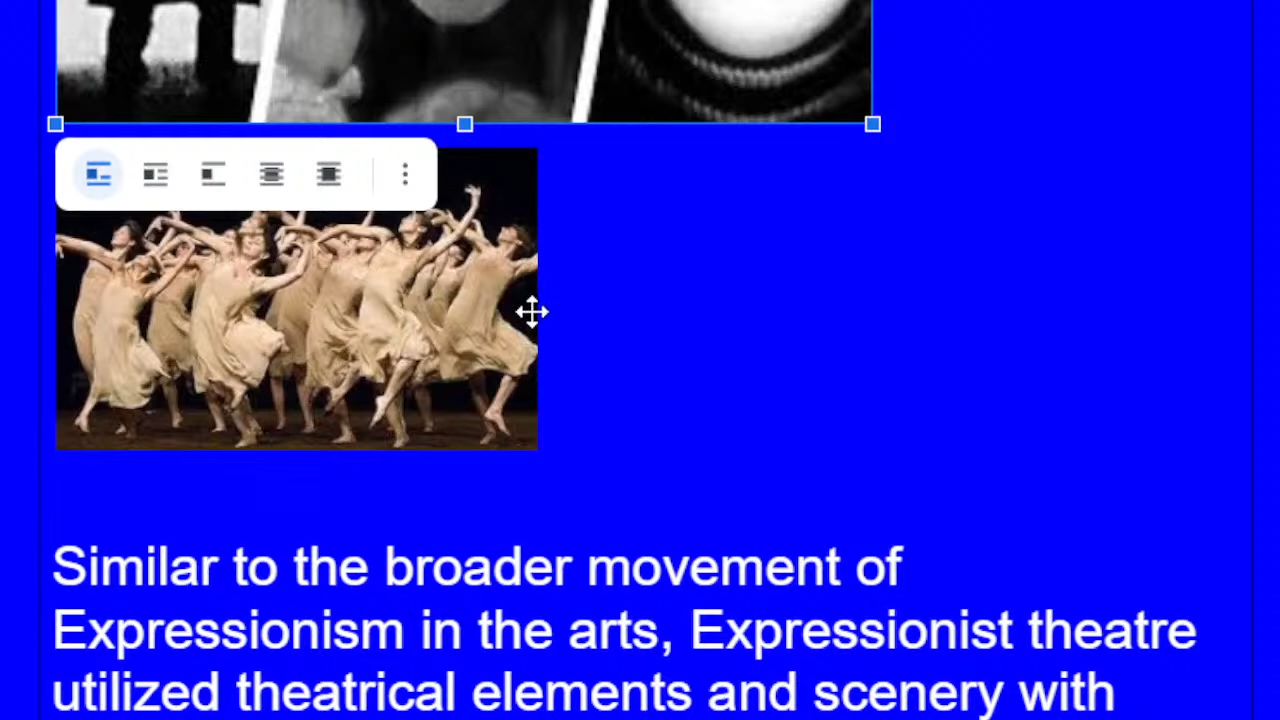 Similar to the broader movement of
Expressionism in the arts, Expressionist theatre
utilized theatrical elements and scenery with